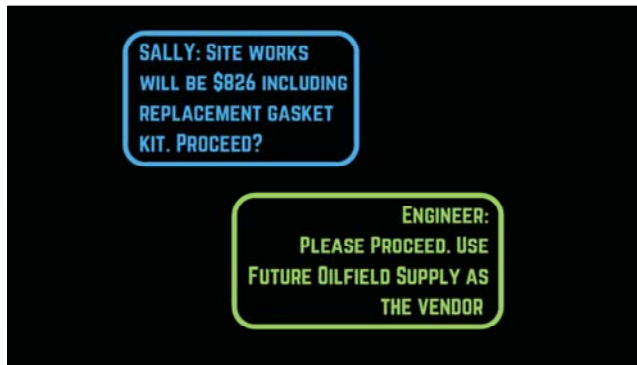 SALLY: SITE WORKS
WILL BE $826 INCLUDING
REPLACEMENT GASKET
KIT. PROCEED?
ENGINEER:
PLEASE PROCEED. USE
FUTURE OILFIELD SUPPLY AS
THE VENDOR